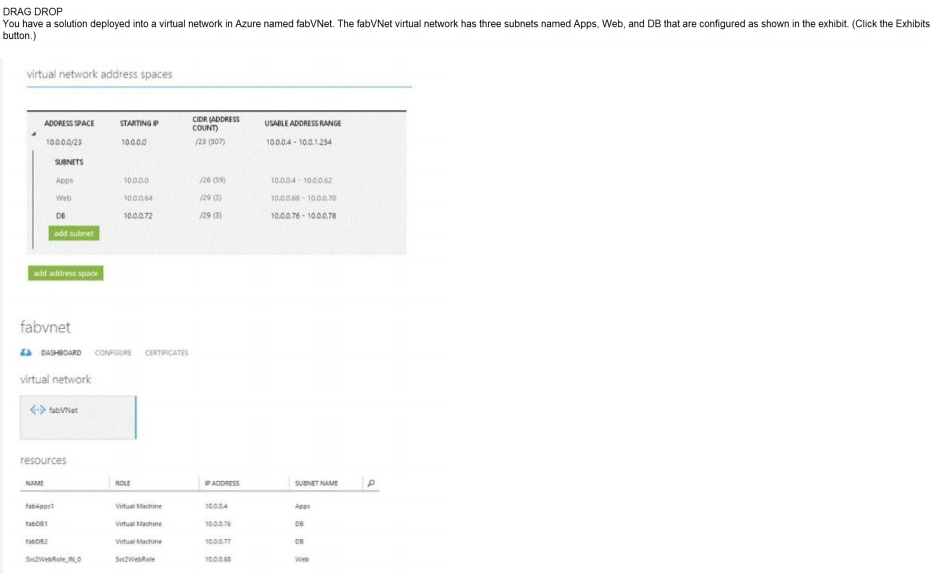 DRAG DROP
You have a solution deployed into a virtual network in Azure named fabVNet. The fabVNet virtual network has three subnets named Apps, Web, and DB that are configured as shown in the exhibit. (Click the Exhibits
button.)
virtual network address spaces
ADDRESS SPACE STARTING IP CIDR (ADDRESS COUNT) USABLE ADDRESS RANGE
10.0.0.0/23 10.0.0.0 /23 (507) 10.0.0.4 - 10.0.1.254
SUBNETS
Apps 10.0.0.0 /26 (59) 10.0.0.4 - 10.0.0.62
Web 10.0.0.64 /29 (3) 10.0.0.68 - 10.0.0.70
DB 10.0.0.72 /29 (3) 10.0.0.76 - 10.0.0.78
add subnet
add address space
fabvnet
DASHBOARD CONFIGURE CERTIFICATES
virtual network
fabVNet
resources
NAME ROLE IP ADDRESS SUBNET NAME
fabApps1 Virtual Machine 10.0.0.4 Apps
fabDB1 Virtual Machine 10.0.0.76 DB
fabDB2 Virtual Machine 10.0.0.77 DB
Svc2WebRole_IN_0 Svc2WebRole 10.0.0.68 Web